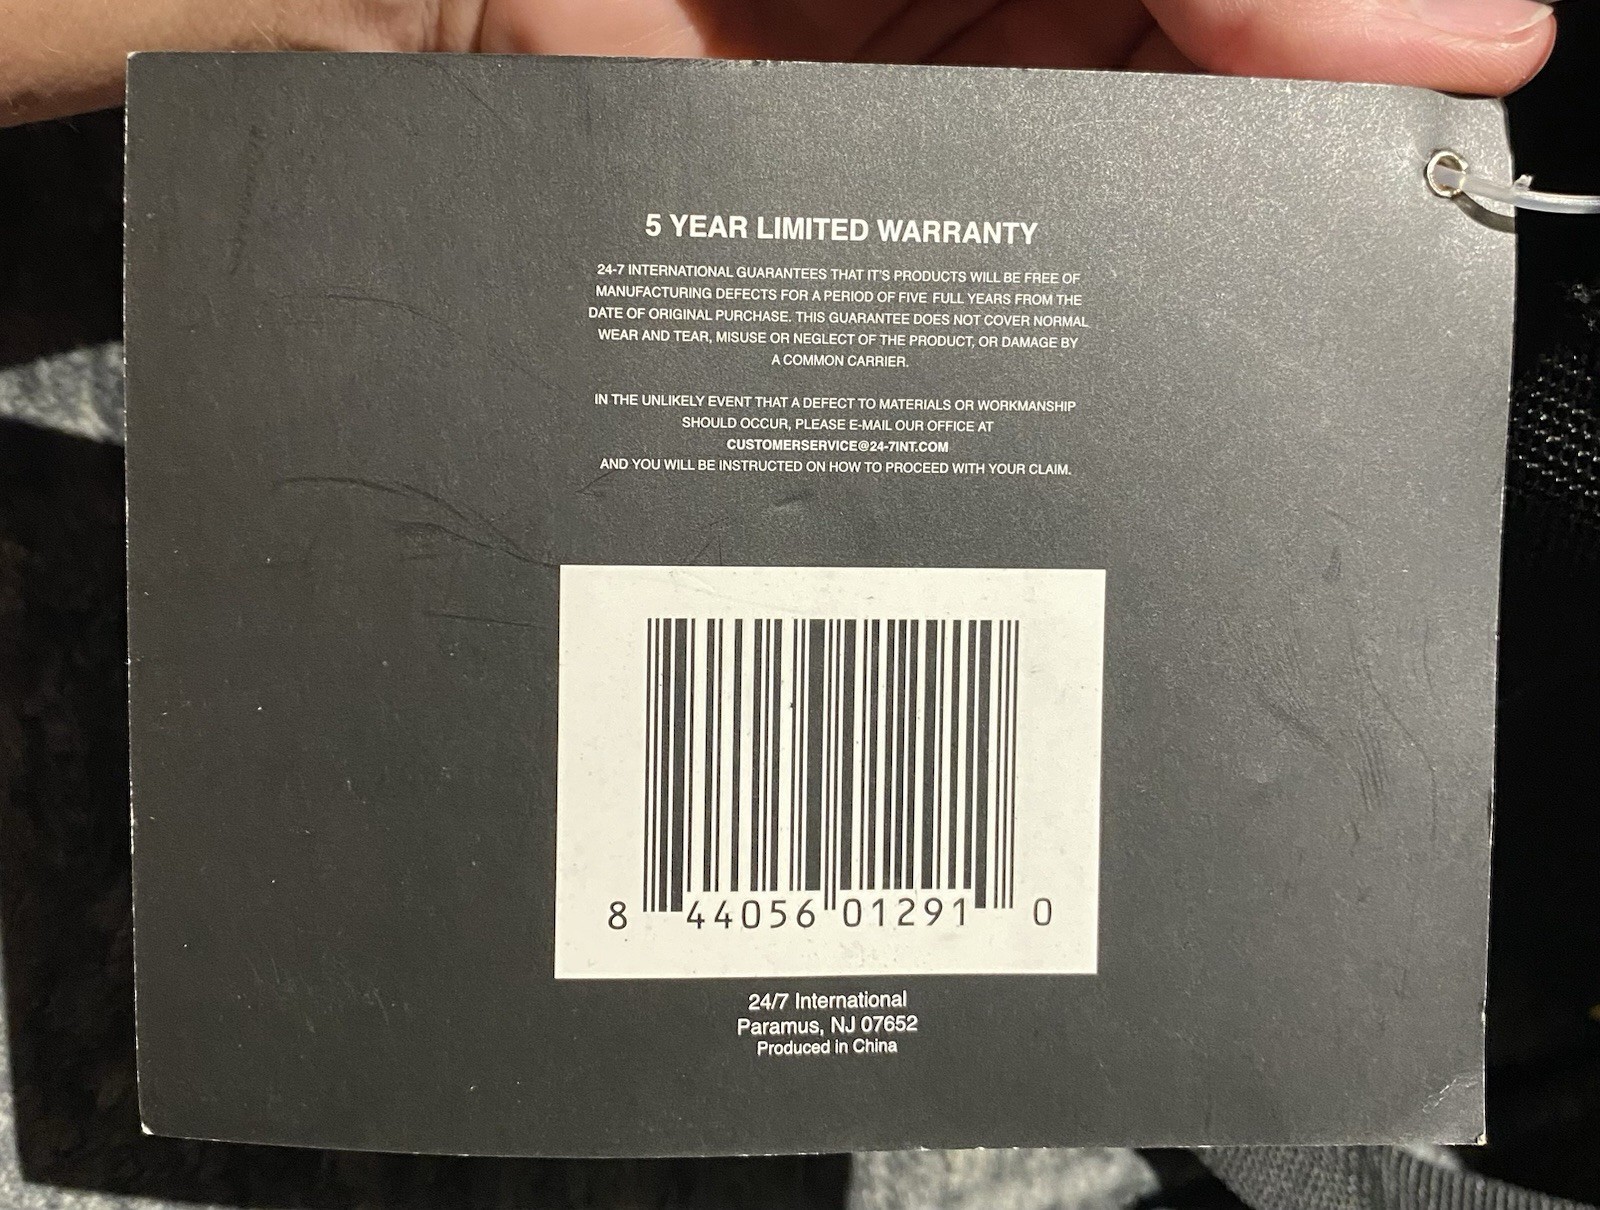 5 YEAR LIMITED WARRANTY
24-7 INTERNATIONAL GUARANTEES THAT IT'S PRODUCTS WILL BE FREE OF
MANUFACTURING DEFECTS FOR A PERIOD OF FIVE FULL YEARS FROM THE
DATE OF ORIGINAL PURCHASE. THIS GUARANTEE DOES NOT COVER NORMAL
WEAR AND TEAR, MISUSE OR NEGLECT OF THE PRODUCT, OR DAMAGE BY
A COMMON CARRIER.
IN THE UNLIKELY EVENT THAT A DEFECT TO MATERIALS OR WORKMANSHIP
SHOULD OCCUR, PLEASE E-MAIL OUR OFFICE AT
CUSTOMERSERVICE@24-7INT.COM
AND YOU WILL BE INSTRUCTED ON HOW TO PROCEED WITH YOUR CLAIM.
8 44056 01291 0
24/7 International
Paramus, NJ 07652
Produced in China